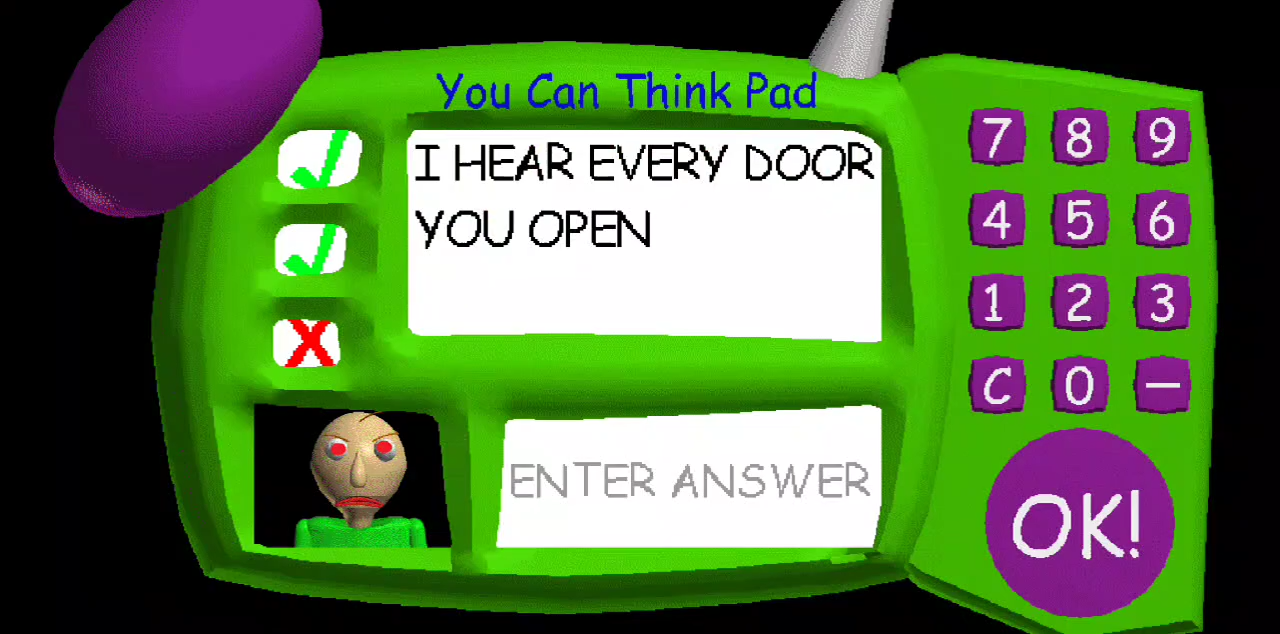 You Can Think Pad
I HEAR EVERY DOOR
YOU OPEN
ENTER ANSWER
7 8 9
4 5 6
1 2 3
C 0 —
OK!